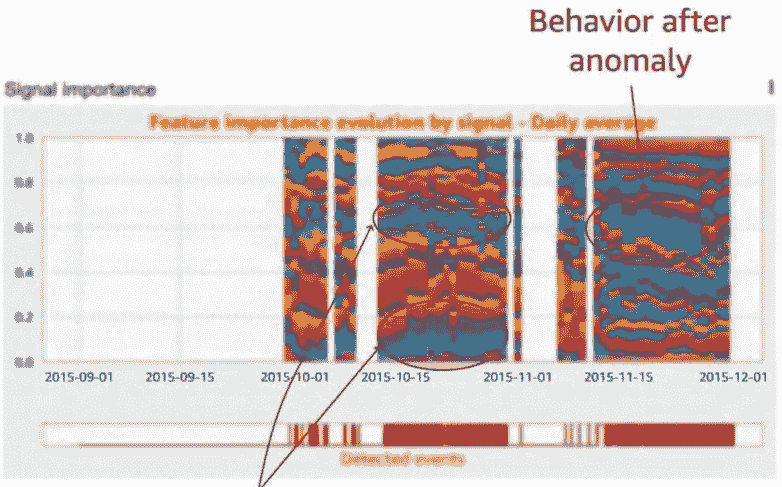 Behavior after
anomaly
Signal importance
Feature importance evolution by signal - Daily average
1.0
0.8
0.6
0.4
0.2
0.0
2015-09-01 2015-09-15 2015-10-01 2015-10-15 2015-11-01 2015-11-15 2015-12-01
Detected events